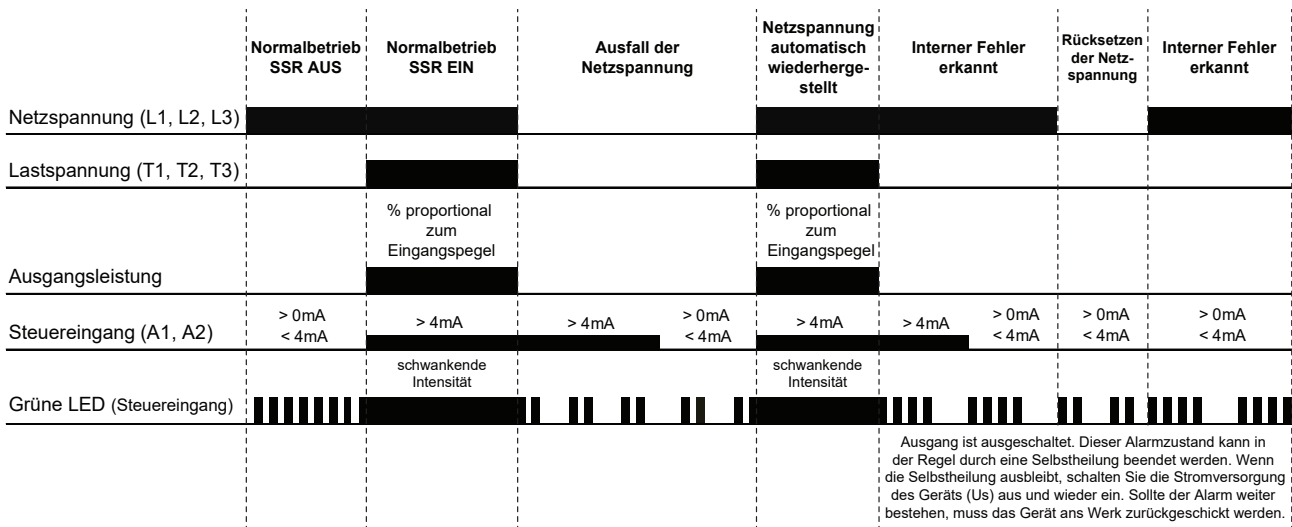 Normalbetrieb
SSR AUS
Normalbetrieb
SSR EIN
Ausfall der
Netzspannung
Netzspannung
automatisch
wiederherge-
stellt
Interner Fehler
erkannt
Rücksetzen
der Netz-
spannung
Interner Fehler
erkannt
Netzspannung (L1, L2, L3)
Lastspannung (T1, T2, T3)
% proportional
zum
Eingangspegel
% proportional
zum
Eingangspegel
Ausgangsleistung
Steuereingang (A1, A2)
> 0mA
< 4mA
> 4mA
> 4mA
> 0mA
< 4mA
> 4mA
> 4mA
> 0mA
< 4mA
> 0mA
< 4mA
> 0mA
< 4mA
schwankende
Intensität
schwankende
Intensität
Grüne LED (Steuereingang)
Ausgang ist ausgeschaltet. Dieser Alarmzustand kann in
der Regel durch eine Selbstheilung beendet werden. Wenn
die Selbstheilung ausbleibt, schalten Sie die Stromversorgung
des Geräts (Us) aus und wieder ein. Sollte der Alarm weiter
bestehen, muss das Gerät ans Werk zurückgeschickt werden.